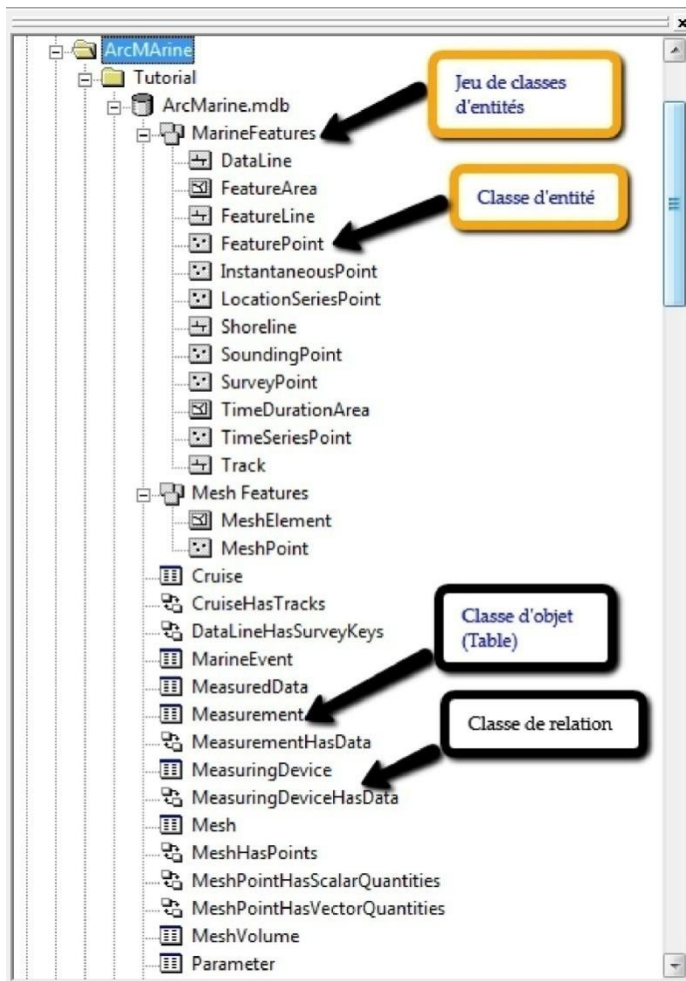 ArcMArine
Tutorial
ArcMarine.mdb
MarineFeatures
DataLine
FeatureArea
FeatureLine
FeaturePoint
InstantaneousPoint
LocationSeriesPoint
Shoreline
SoundingPoint
SurveyPoint
TimeDurationArea
TimeSeriesPoint
Track
Mesh Features
MeshElement
MeshPoint
Cruise
CruiseHasTracks
DataLineHasSurveyKeys
MarineEvent
MeasuredData
Measurement
MeasurementHasData
MeasuringDevice
MeasuringDeviceHasData
Mesh
MeshHasPoints
MeshPointHasScalarQuantities
MeshPointHasVectorQuantities
MeshVolume
Parameter
Jeu de classes
d'entités
Classe d'entité
Classe d'objet
(Table)
Classe de relation